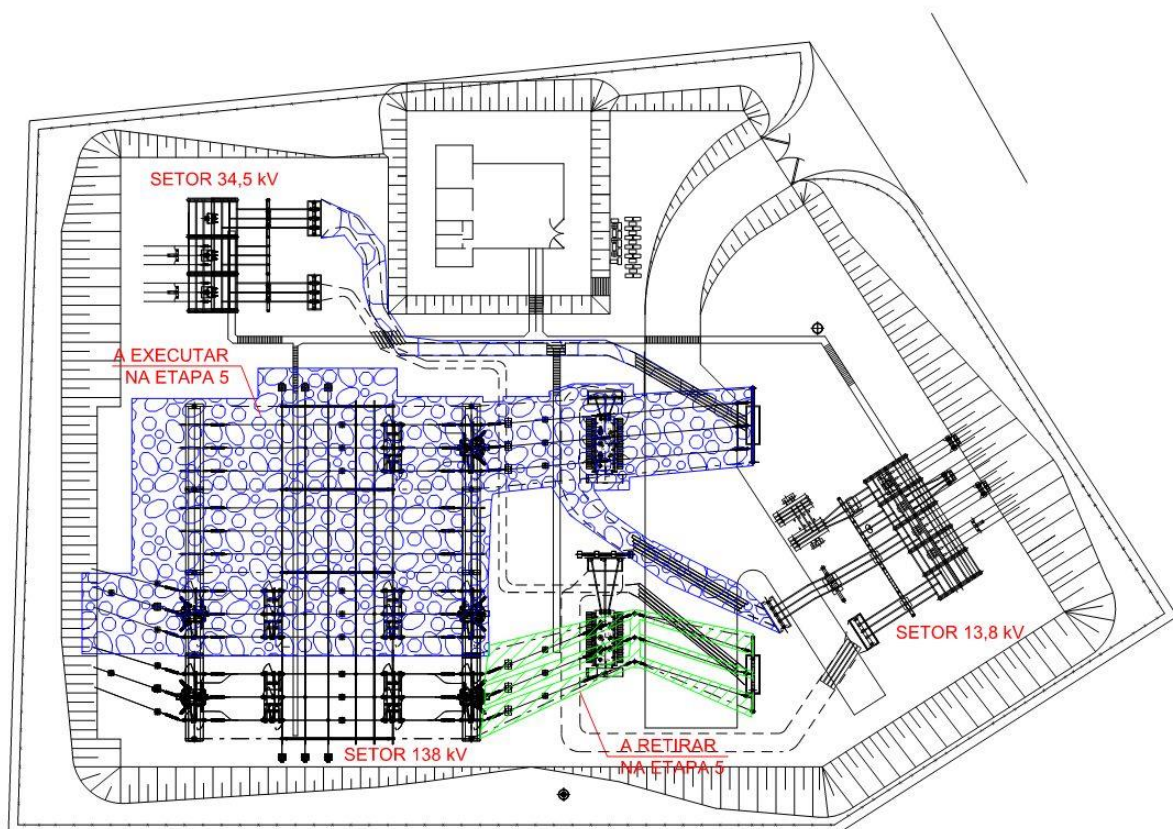 SETOR 34,5 kV
A EXECUTAR
NA ETAPA 5
SETOR 13,8 kV
SETOR 138 kV
A RETIRAR
NA ETAPA 5